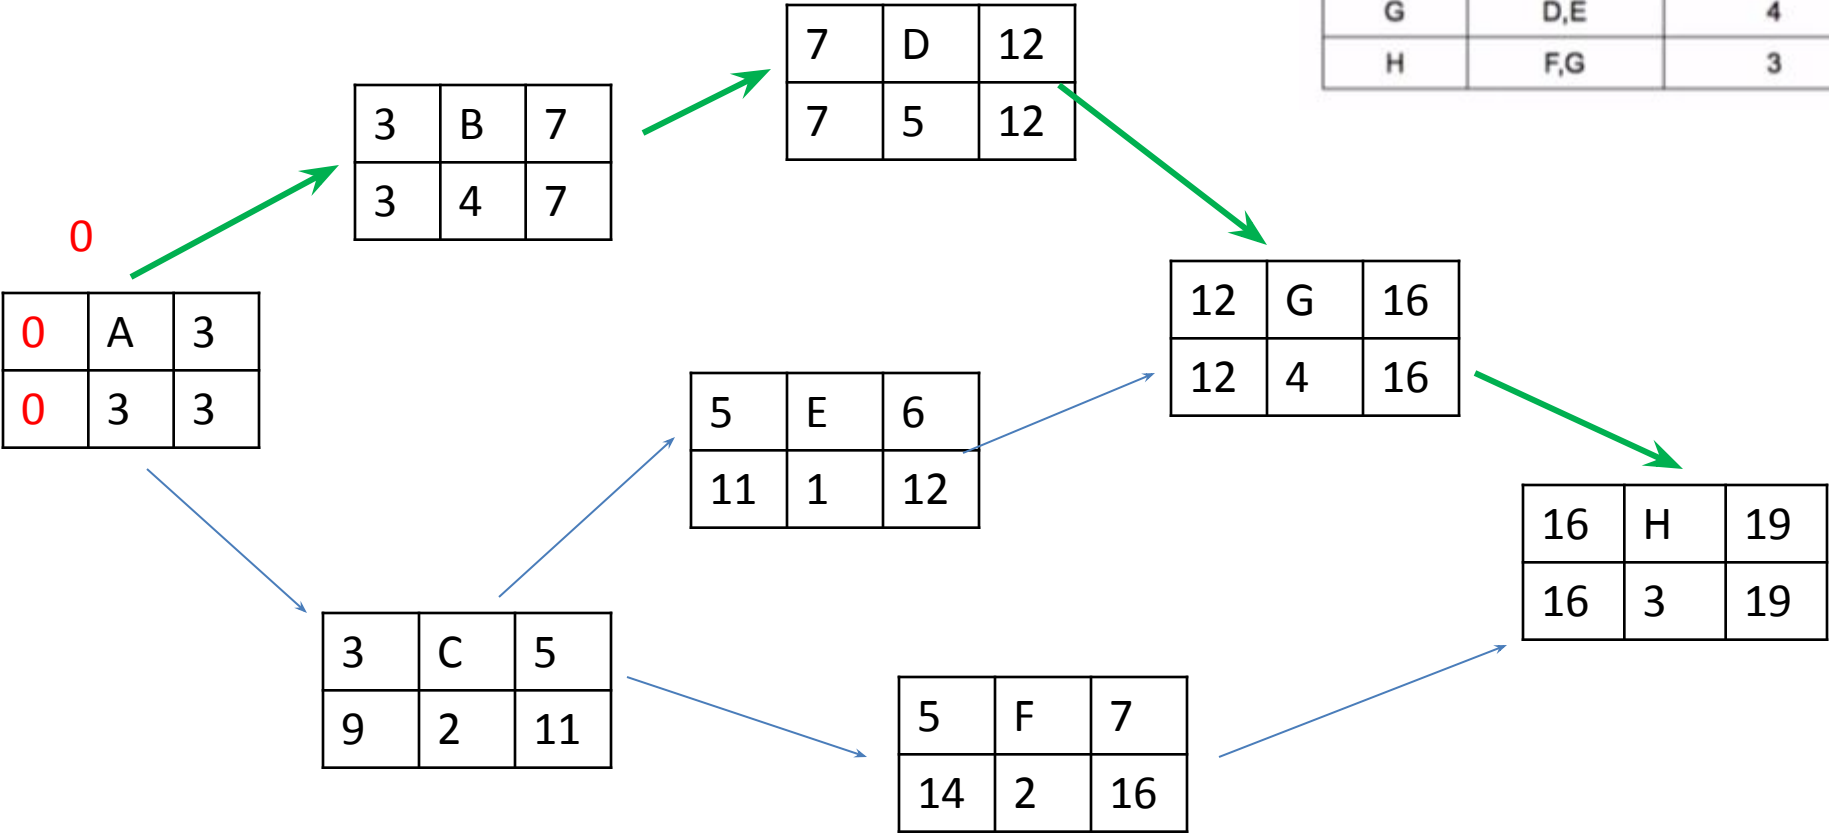 7 D 12
7 5 12
G D,E 4
H F,G 3
3 B 7
3 4 7
0
0 A 3
0 3 3
12 G 16
12 4 16
5 E 6
11 1 12
16 H 19
16 3 19
3 C 5
9 2 11
5 F 7
14 2 16